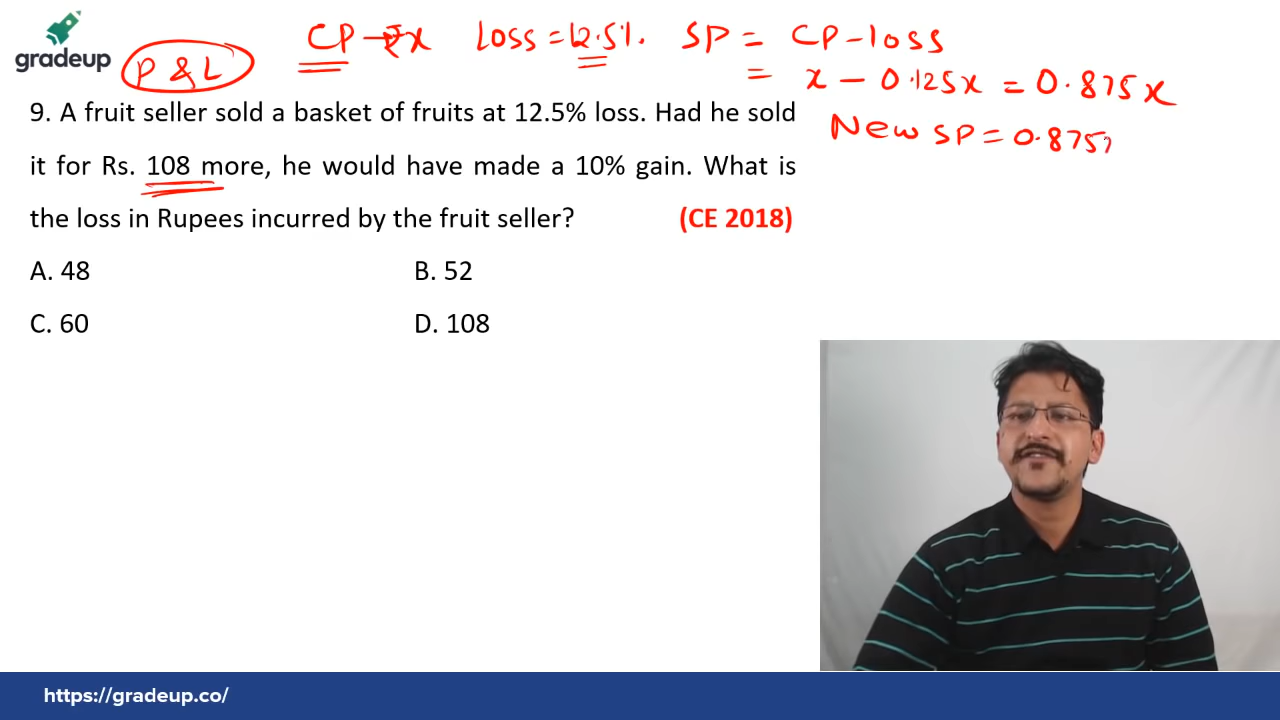 gradeup
P & L
CP → ₹x Loss = 12.5% SP = CP - loss
= x - 0.125x = 0.875x
New SP = 0.875
9. A fruit seller sold a basket of fruits at 12.5% loss. Had he sold
it for Rs. 108 more, he would have made a 10% gain. What is
the loss in Rupees incurred by the fruit seller?
(CE 2018)
A. 48
B. 52
C. 60
D. 108
https://gradeup.co/